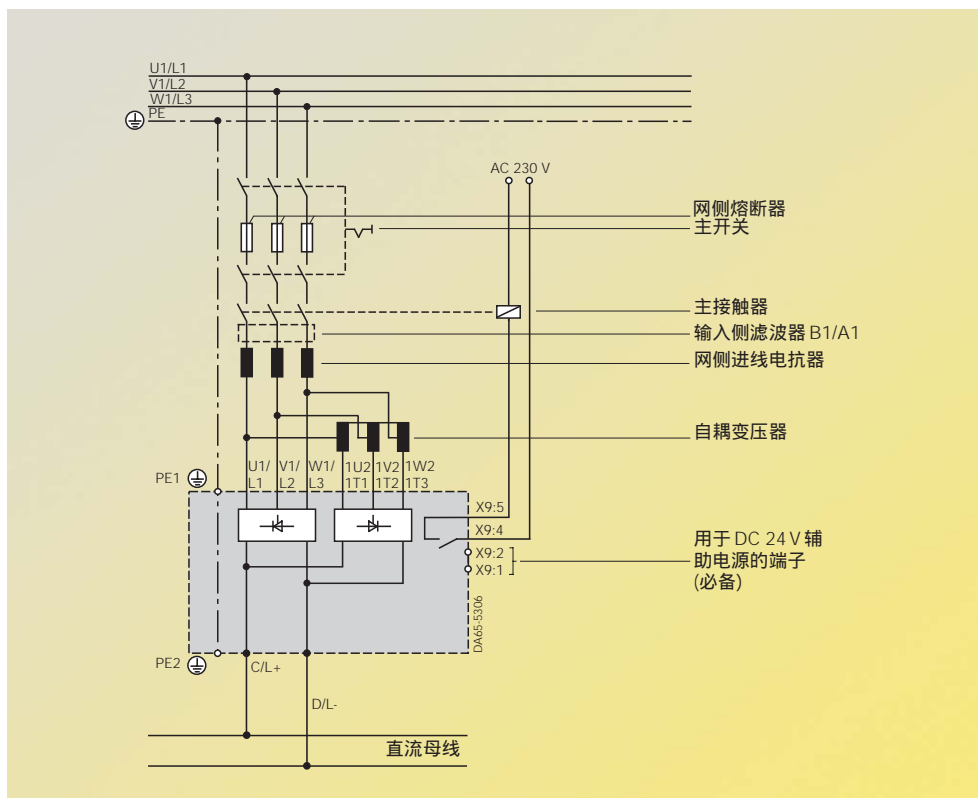 U1/L1
V1/L2
W1/L3
PE
AC 230 V
网侧熔断器
主开关
主接触器
输入侧滤波器 B1/A1
网侧进线电抗器
自耦变压器
PE1
U1/ V1/ W1/ 1U2 1V2 1W2
L1 L2 L3 1T1 1T2 1T3
X9:5
X9:4
X9:2
X9:1
用于 DC 24 V 辅
助电源的端子
(必备)
DA65-5306
PE2
C/L+
D/L-
直流母线